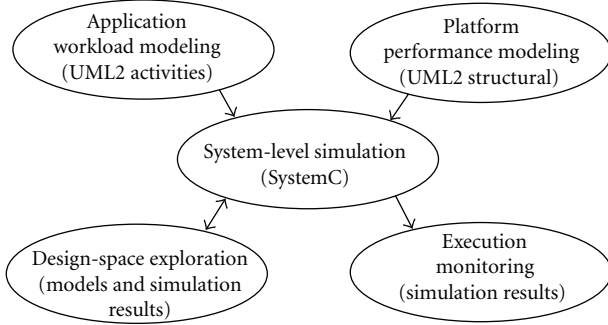 Application
workload modeling
(UML2 activities)
Platform
performance modeling
(UML2 structural)
System-level simulation
(SystemC)
Design-space exploration
(models and simulation
results)
Execution
monitoring
(simulation results)